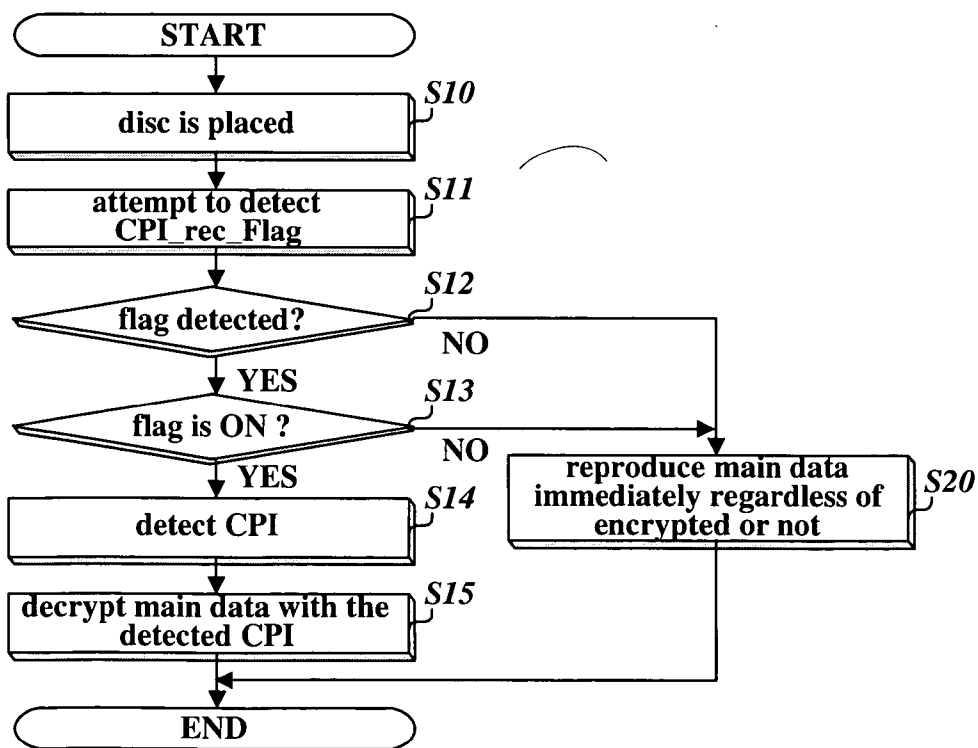 START
S10
disc is placed
S11
attempt to detect
CPI_rec_Flag
S12
flag detected?
NO
YES
S13
flag is ON ?
NO
YES
reproduce main data
immediately regardless of
encrypted or not
S20
S14
detect CPI
S15
decrypt main data with the
detected CPI
END